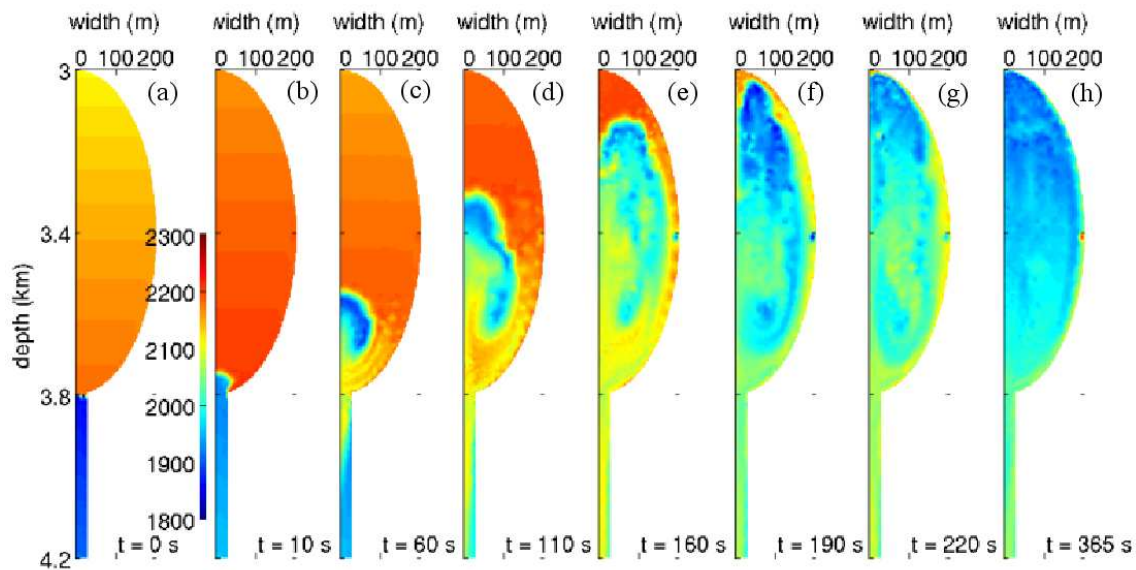 width (m) width (m) width (m) width (m) width (m) width (m) width (m) width (m)
0 100 200 0 100 200 0 100 200 0 100 200 0 100 200 0 100 200 0 100 200 0 100 200
3
(a) (b) (c) (d) (e) (f) (g) (h)
3.4
3.8
4.2
depth (km)
2300
2200
2100
2000
1900
1800
t = 0 s t = 10 s t = 60 s t = 110 s t = 160 s t = 190 s t = 220 s t = 365 s